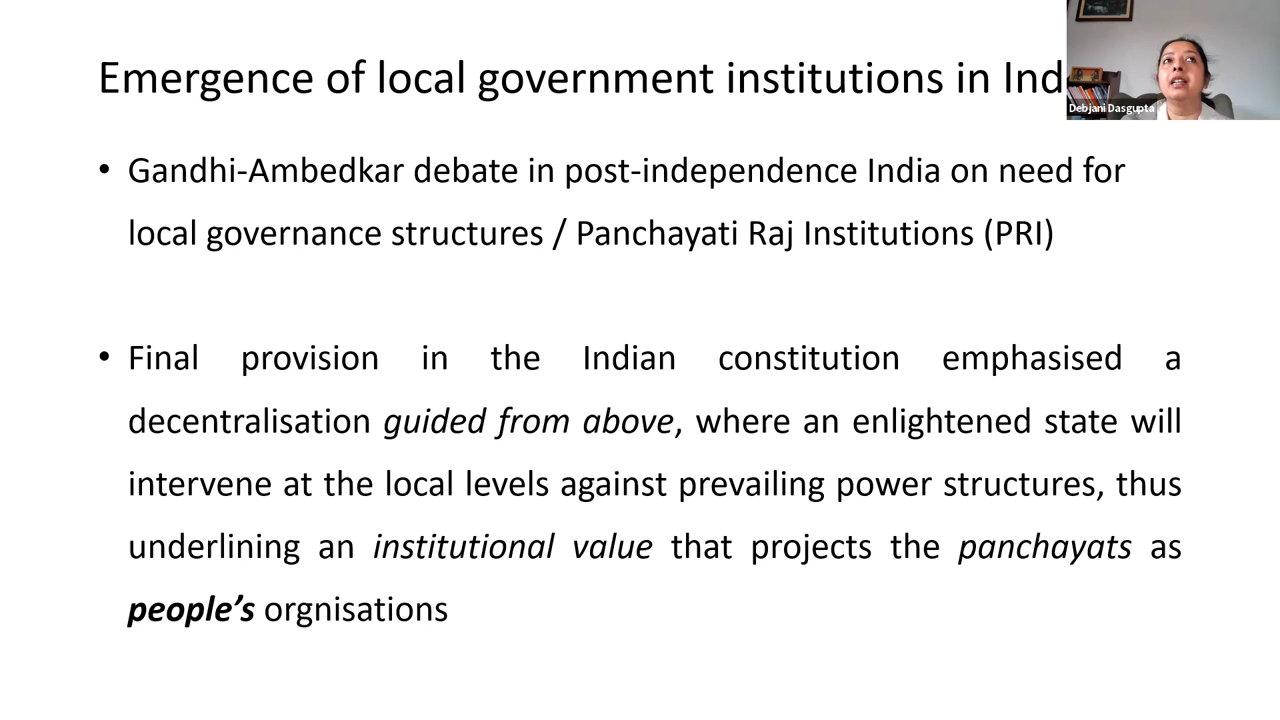 Emergence of local government institutions in Ind
Debjani Dasgupta
• Gandhi-Ambedkar debate in post-independence India on need for
local governance structures / Panchayati Raj Institutions (PRI)
• Final provision in the Indian constitution emphasised a
decentralisation guided from above, where an enlightened state will
intervene at the local levels against prevailing power structures, thus
underlining an institutional value that projects the panchayats as
people’s orgnisations